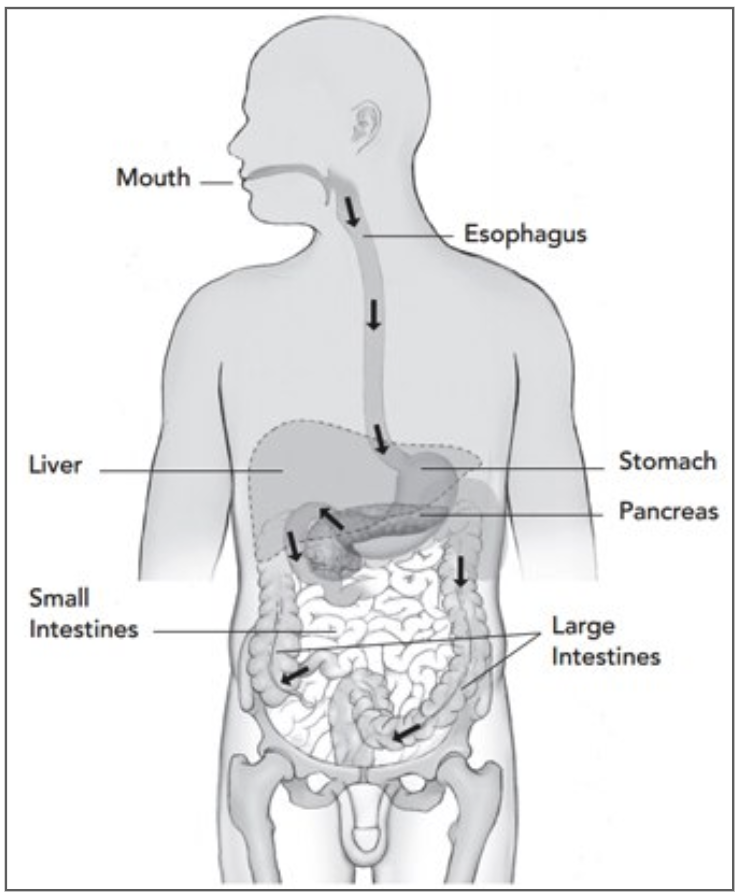 Mouth
Esophagus
Liver
Stomach
Pancreas
Small
Intestines
Large
Intestines